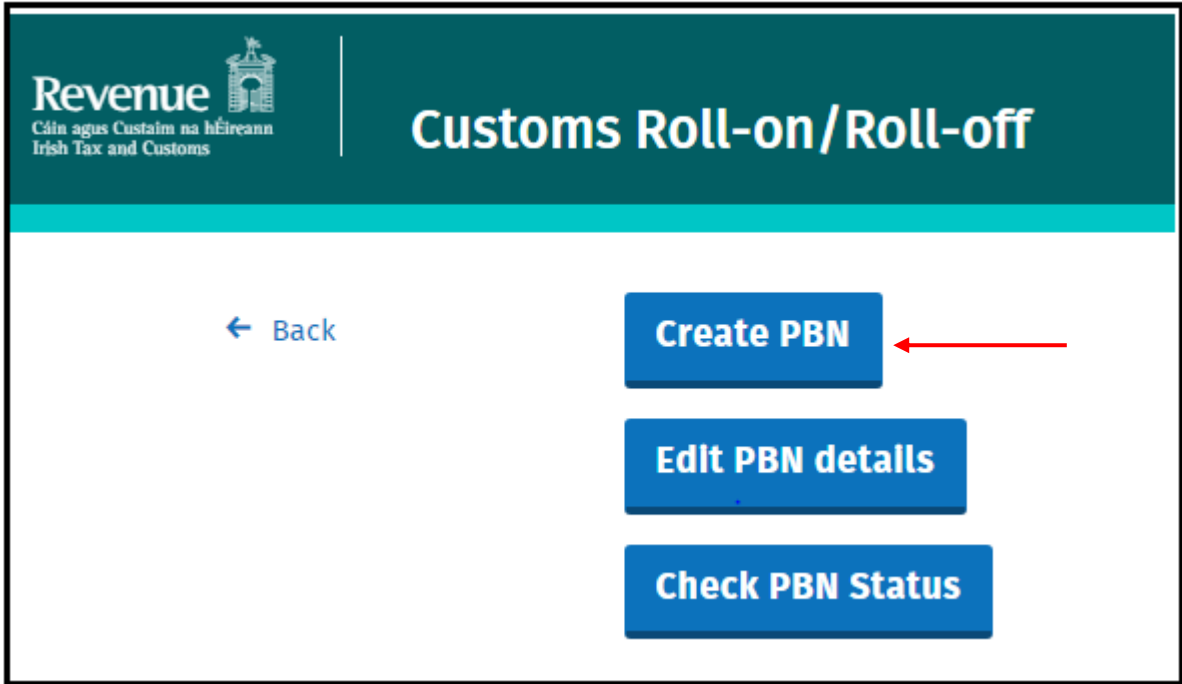 Revenue
Cáin agus Custaim na hÉireann
Irish Tax and Customs
Customs Roll-on/Roll-off
← Back
Create PBN
Edit PBN details
Check PBN Status